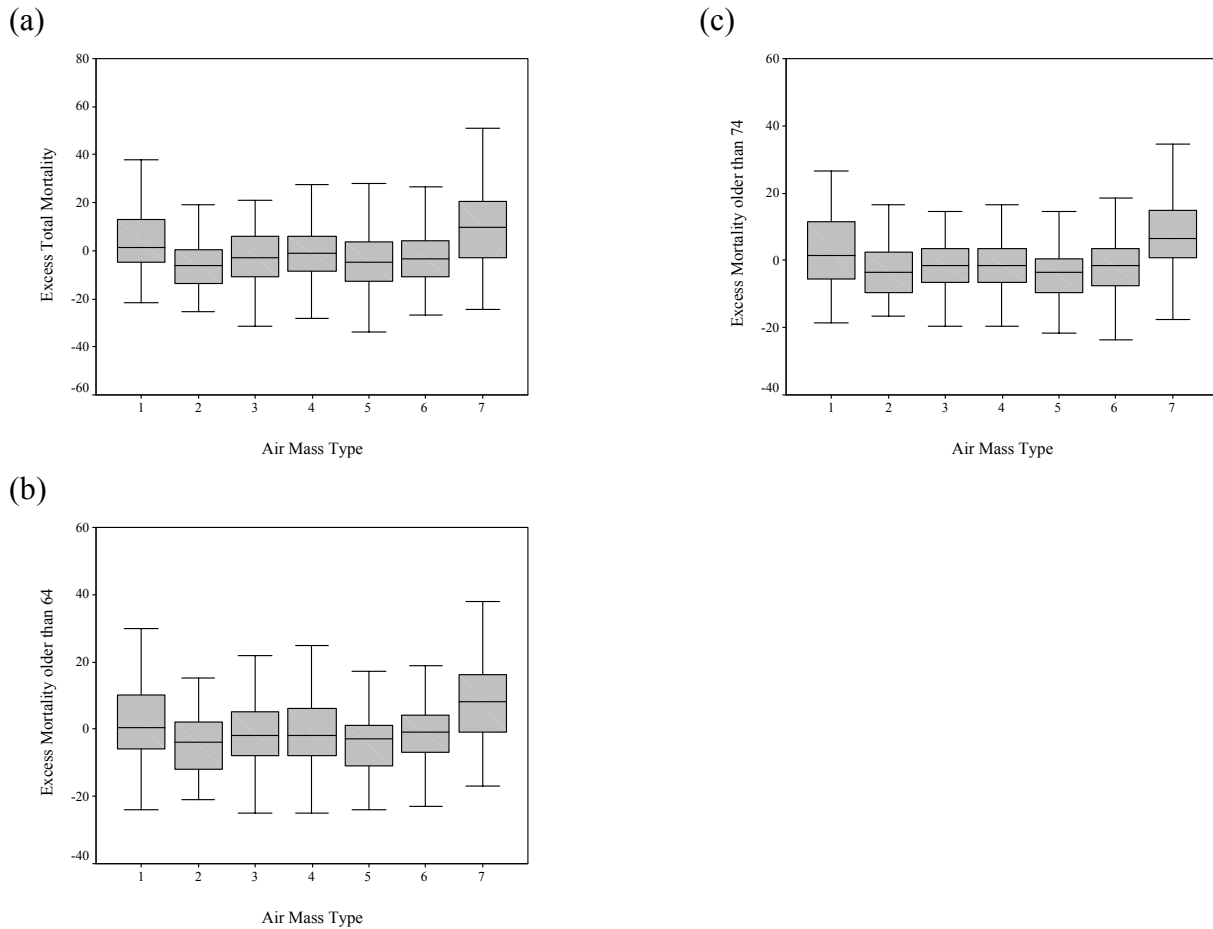 (a)
80
60
40
20
0
-20
-40
-60
Excess Total Mortality
1 2 3 4 5 6 7
Air Mass Type
(b)
60
40
20
0
-20
-40
Excess Mortality older than 64
1 2 3 4 5 6 7
Air Mass Type
(c)
60
40
20
0
-20
-40
Excess Mortality older than 74
1 2 3 4 5 6 7
Air Mass Type